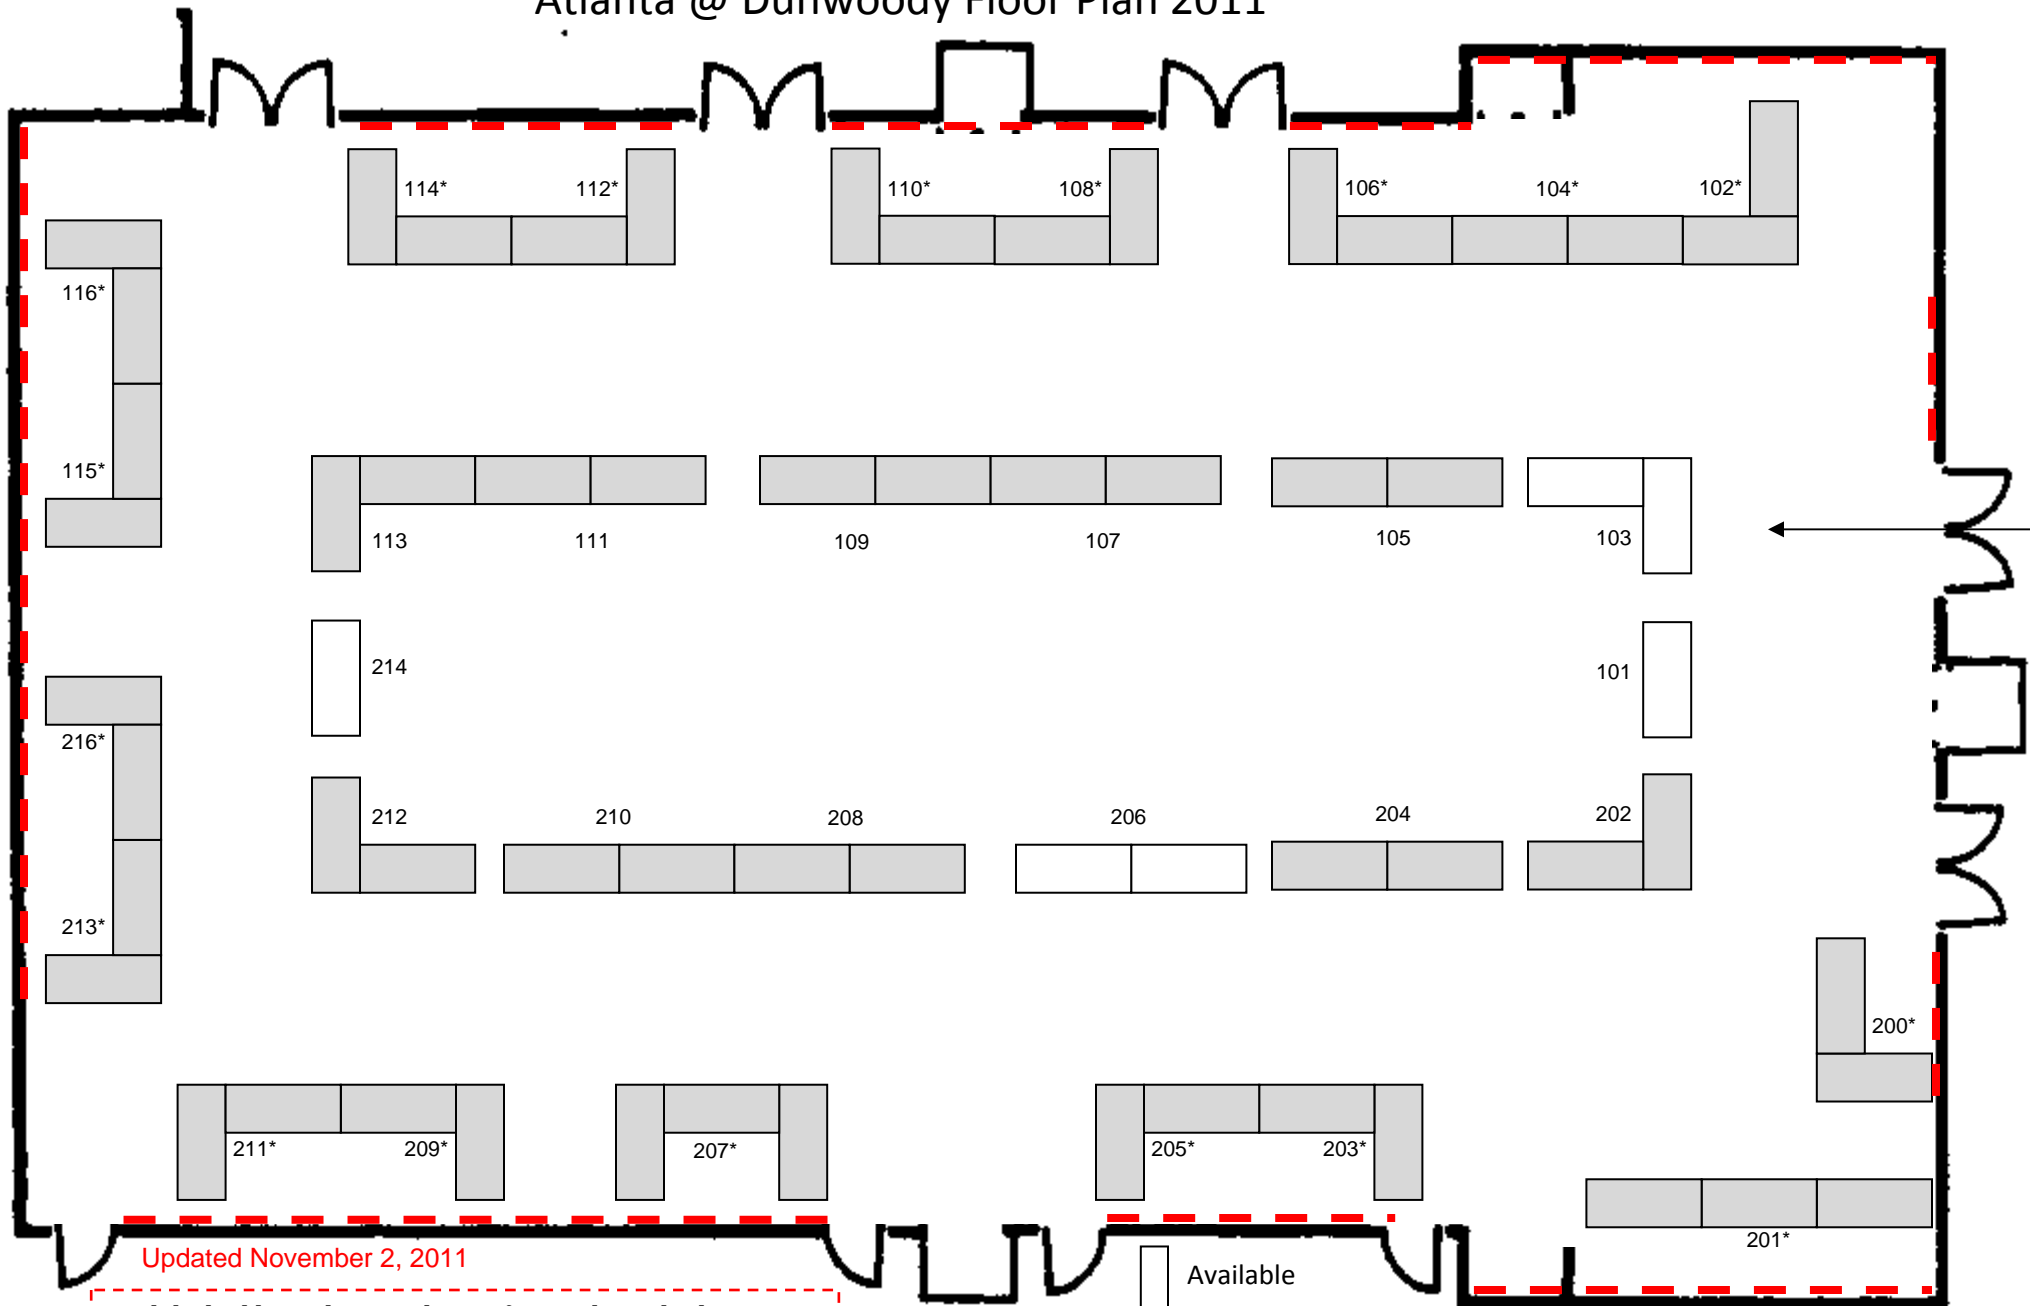 Atlanta @ Dunwoody Floor Plan 2011
114* 112* 110* 108* 106* 104* 102*
116*
115*
113 111 109 107 105 103
214 101
216*
212 210 208 206 204 202
213*
200*
211* 209* 207* 205* 203*
201*
Updated November 2, 2011
Available